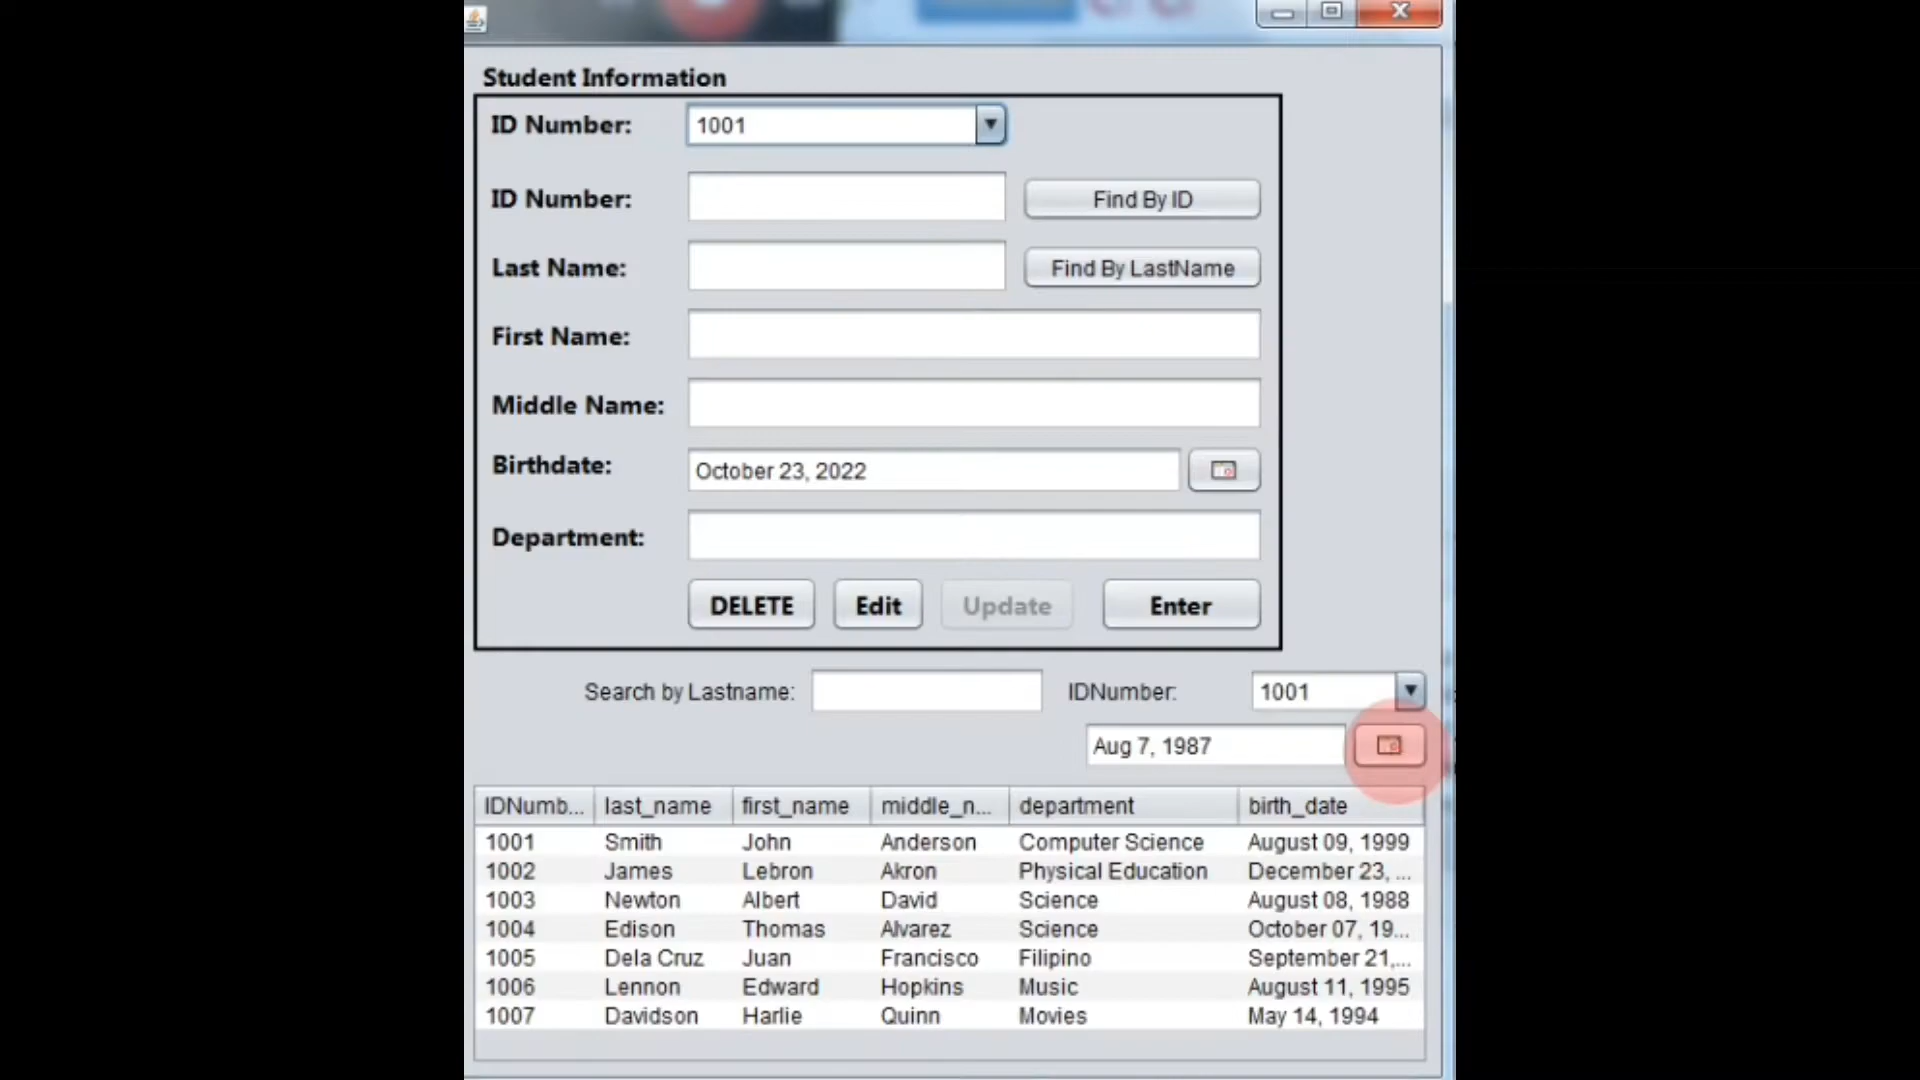 Student Information
ID Number: 1001
ID Number: Find By ID
Last Name: Find By LastName
First Name:
Middle Name:
Birthdate: October 23, 2022
Department:
DELETE Edit Update Enter
Search by Lastname: IDNumber: 1001
Aug 7, 1987
IDNumb... last_name first_name middle_n... department birth_date
1001 Smith John Anderson Computer Science August 09, 1999
1002 James Lebron Akron Physical Education December 23, ...
1003 Newton Albert David Science August 08, 1988
1004 Edison Thomas Alvarez Science October 07, 19...
1005 Dela Cruz Juan Francisco Filipino September 21,...
1006 Lennon Edward Hopkins Music August 11, 1995
1007 Davidson Harlie Quinn Movies May 14, 1994